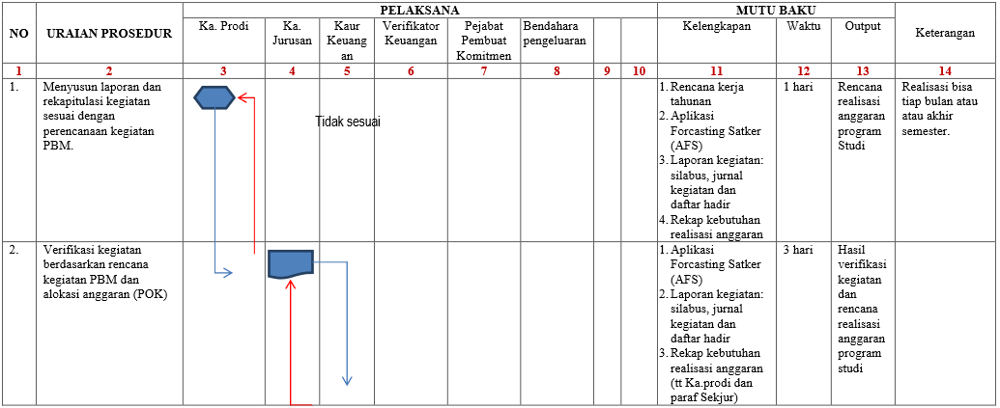 PELAKSANA
MUTU BAKU
NO
URAIAN PROSEDUR
Ka. Prodi
Ka.
Jurusan
Kaur
Keuang
an
Verifikator
Keuangan
Pejabat
Pembuat
Komitmen
Bendahara
pengeluaran
Kelengkapan
Waktu
Output
Keterangan
1 2 3 4 5 6 7 8 9 10 11 12 13 14
1.
Menyusun laporan dan
rekapitulasi kegiatan
sesuai dengan
perencanaan kegiatan
PBM.
Tidak sesuai
1. Rencana kerja
tahunan
2. Aplikasi
Forcasting Satker
(AFS)
3. Laporan kegiatan:
silabus, jurnal
kegiatan dan
daftar hadir
4. Rekap kebutuhan
realisasi anggaran
1 hari
Rencana
realisasi
anggaran
program
Studi
Realisasi bisa
tiap bulan atau
atau akhir
semester.
2.
Verifikasi kegiatan
berdasarkan rencana
kegiatan PBM dan
alokasi anggaran (POK)
1. Aplikasi
Forcasting Satker
(AFS)
2. Laporan kegiatan:
silabus, jurnal
kegiatan dan
daftar hadir
3. Rekap kebutuhan
realisasi anggaran
(tt Ka.prodi dan
paraf Sekjur)
3 hari
Hasil
verifikasi
kegiatan
dan
rencana
realisasi
anggaran
program
studi